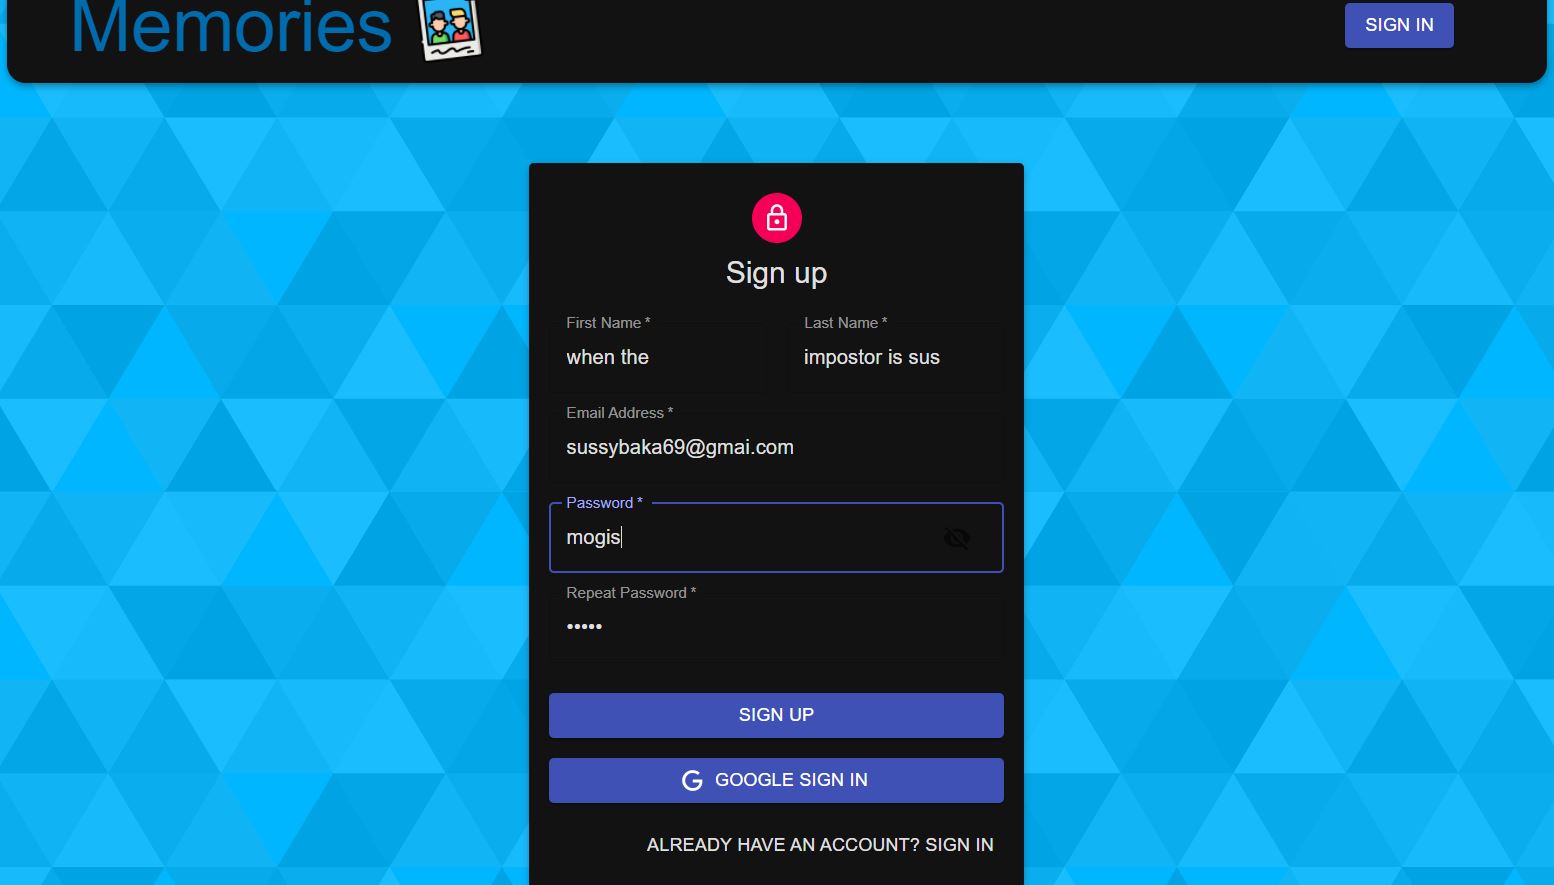 Memories
SIGN IN
Sign up
First Name *
Last Name *
when the
impostor is sus
Email Address *
sussybaka69@gmai.com
Password *
mogis
Repeat Password *
•••••
SIGN UP
GOOGLE SIGN IN
ALREADY HAVE AN ACCOUNT? SIGN IN